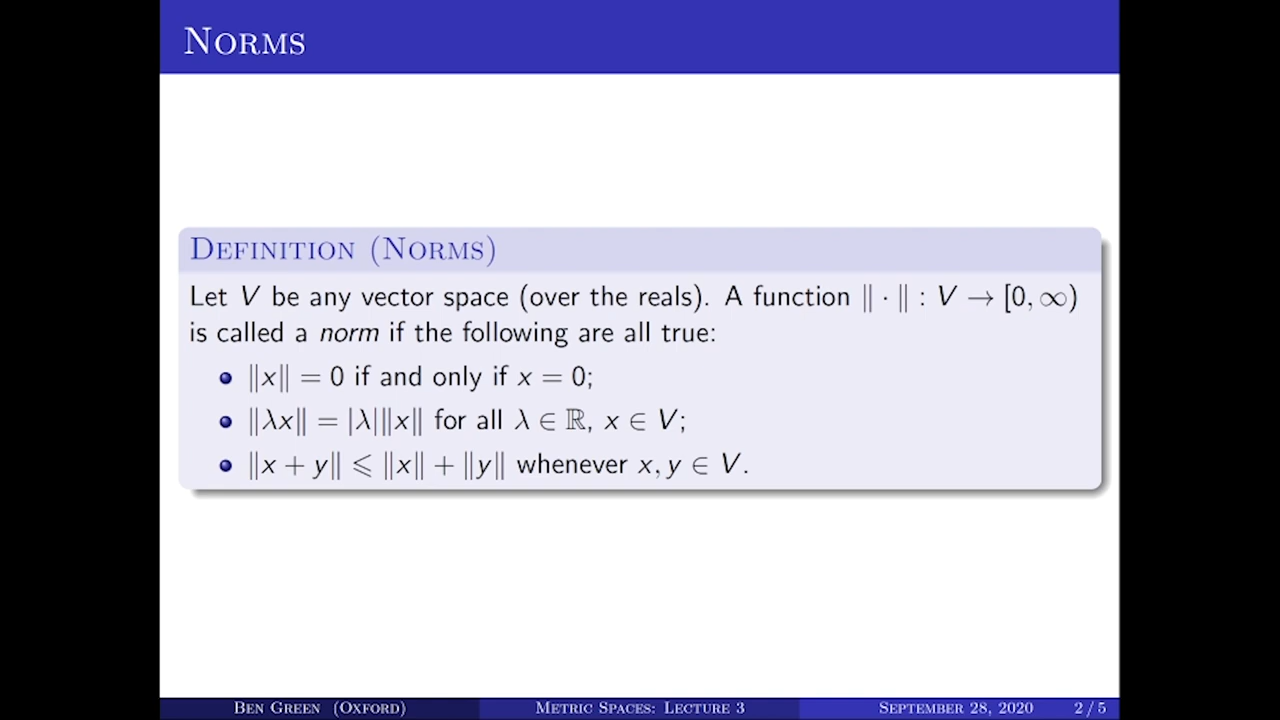 Norms
Definition (Norms)
Let V be any vector space (over the reals). A function ‖ · ‖ : V → [0, ∞)
is called a norm if the following are all true:
‖x‖ = 0 if and only if x = 0;
‖λx‖ = |λ|‖x‖ for all λ ∈ ℝ, x ∈ V;
‖x + y‖ ⩽ ‖x‖ + ‖y‖ whenever x, y ∈ V.
Ben Green (Oxford) Metric Spaces: Lecture 3 September 28, 2020 2 / 5